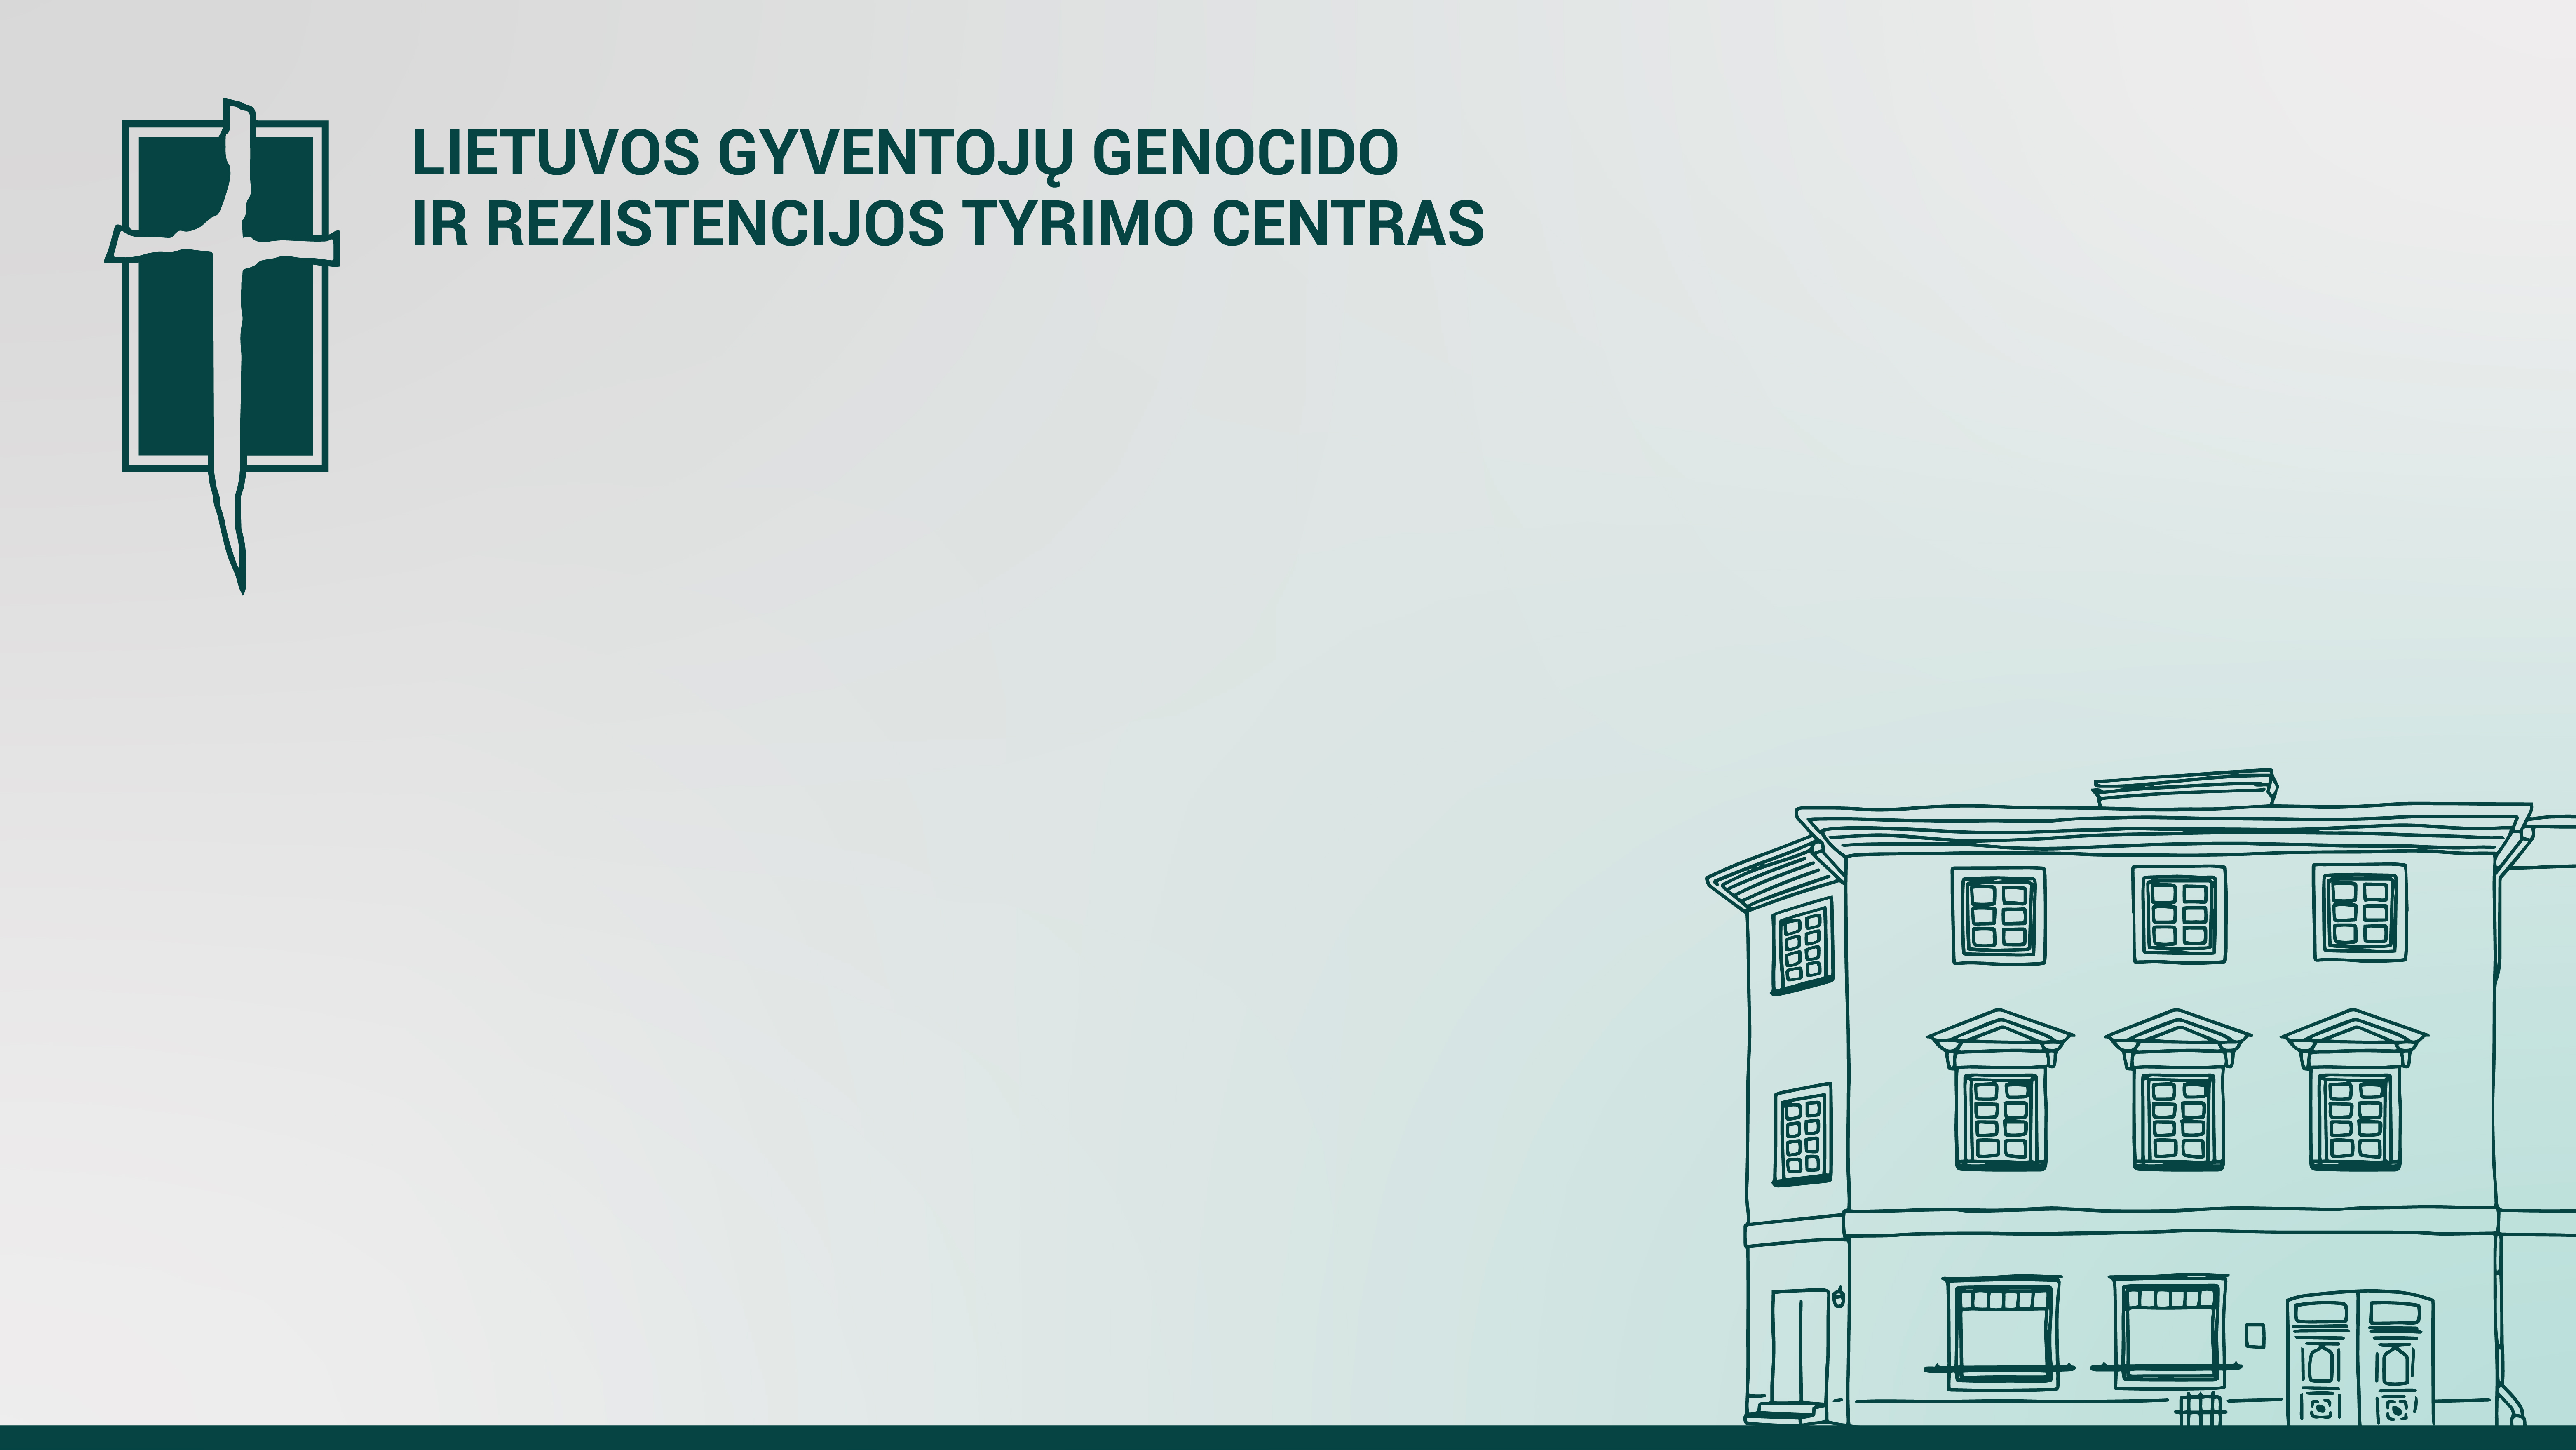 LIETUVOS GYVENTOJŲ GENOCIDO
IR REZISTENCIJOS TYRIMO CENTRAS